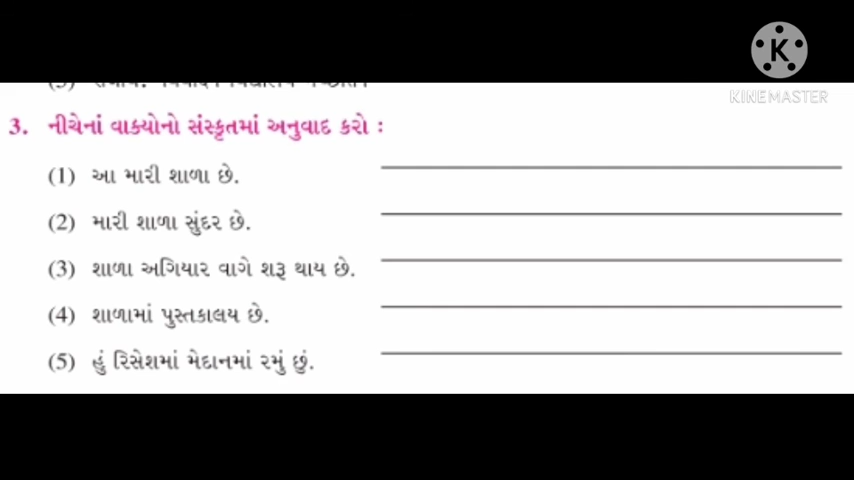 KINEMASTER
3. નીચેનાં વાક્યોનો સંસ્કૃતમાં અનુવાદ કરો :
(1) આ મારી શાળા છે.
(2) મારી શાળા સુંદર છે.
(3) શાળા અગિયાર વાગે શરૂ થાય છે.
(4) શાળામાં પુસ્તકાલય છે.
(5) હું રિસેશમાં મેદાનમાં રમું છું.